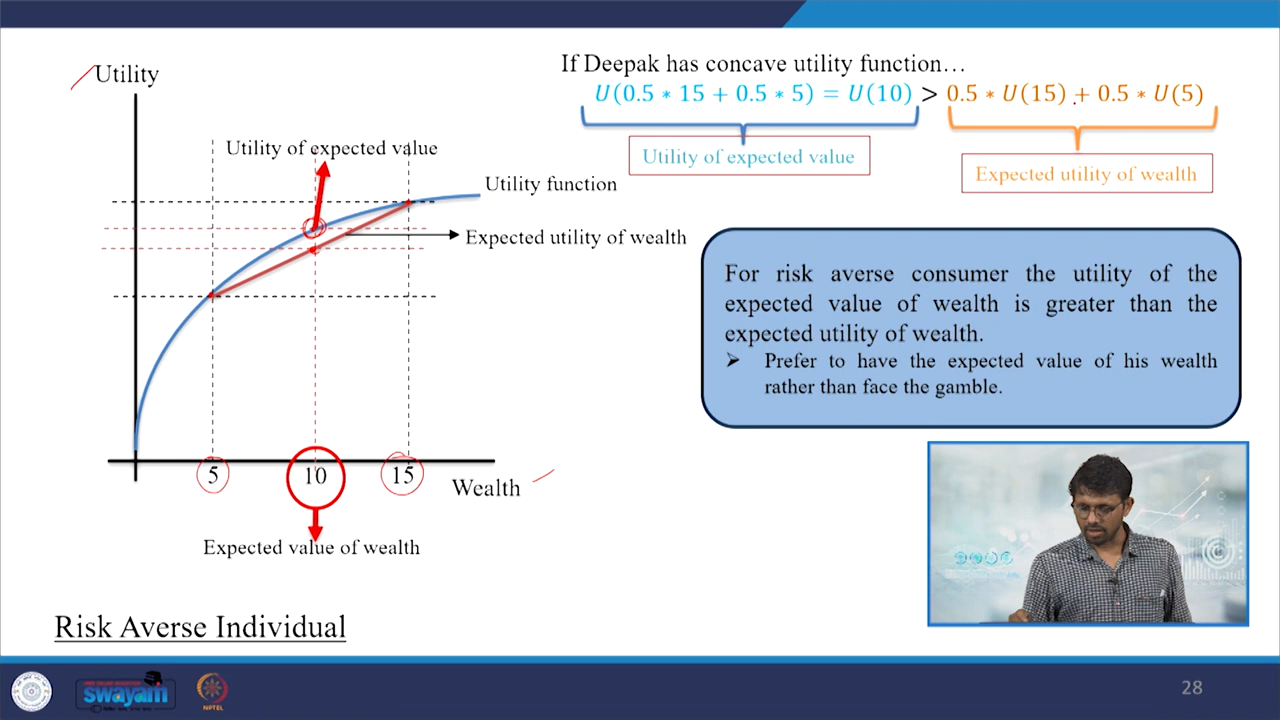 Utility
Utility of expected value
Utility function
Expected utility of wealth
5
10
15
Wealth
Expected value of wealth
Risk Averse Individual
If Deepak has concave utility function…
U(0.5 * 15 + 0.5 * 5) = U(10) > 0.5 * U(15) + 0.5 * U(5)
Utility of expected value
Expected utility of wealth
For risk averse consumer the utility of the
expected value of wealth is greater than the
expected utility of wealth.
➢ Prefer to have the expected value of his wealth
rather than face the gamble.
swayam
NPTEL
28